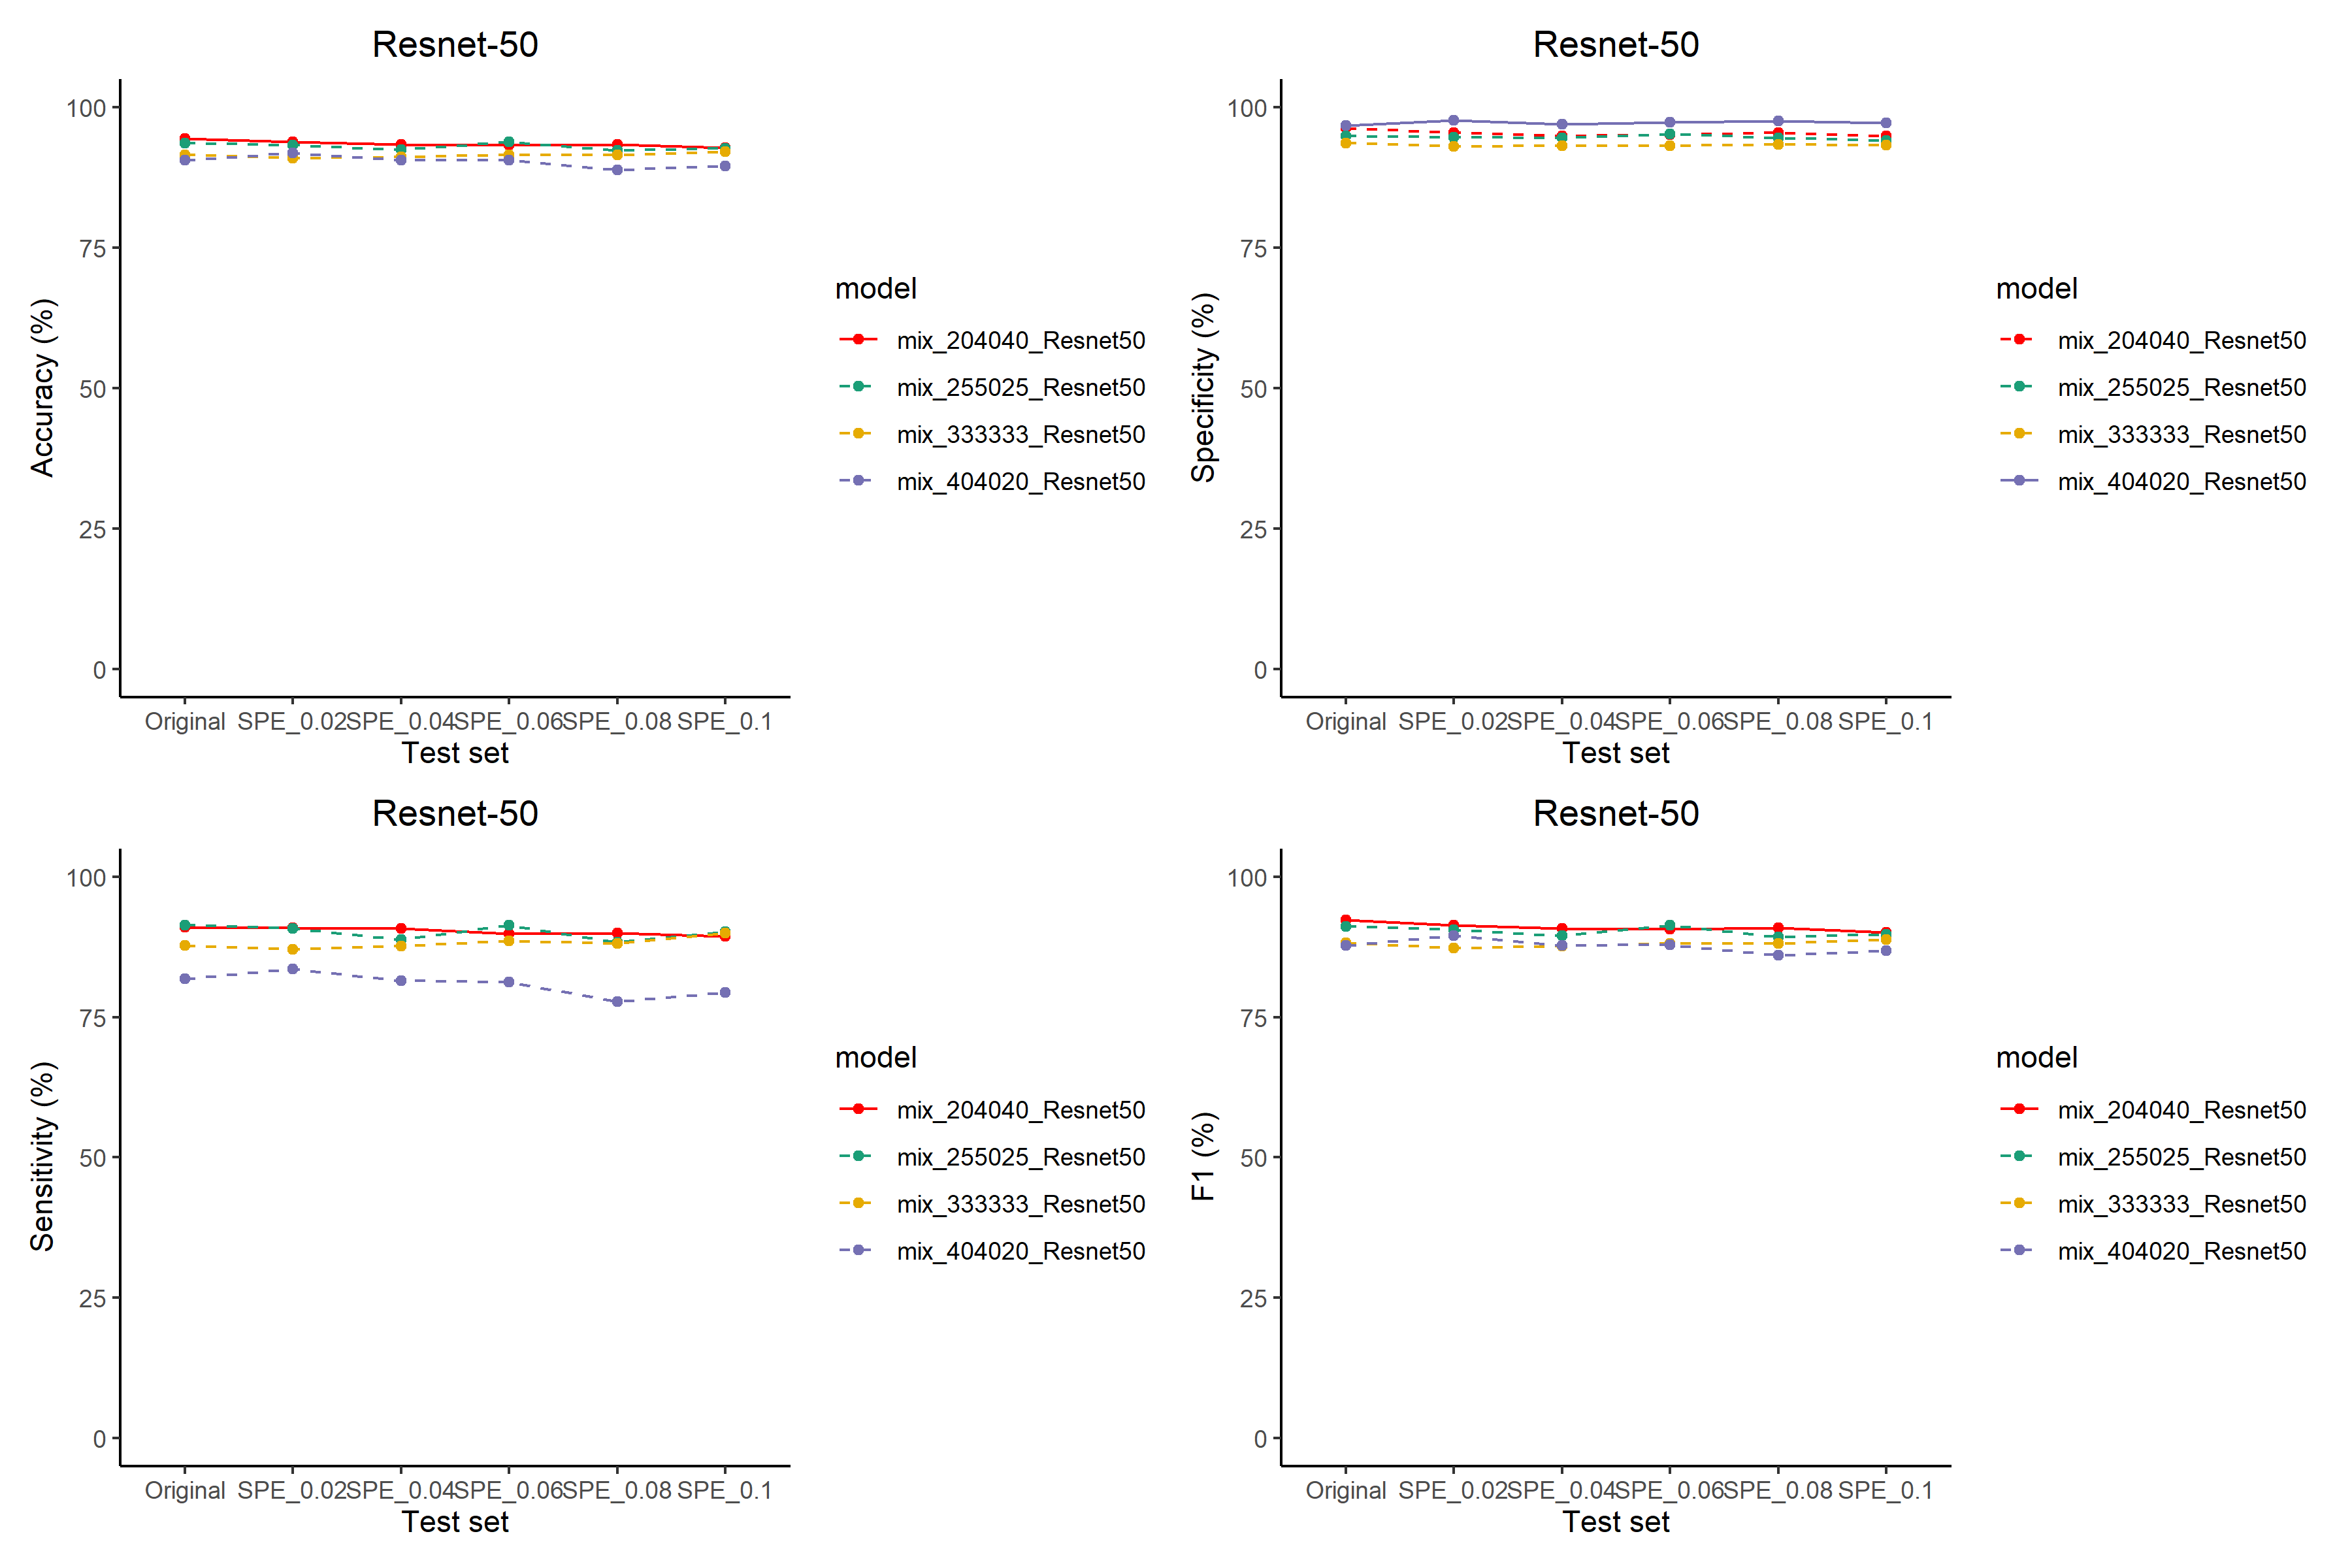 Resnet-50
100
75
50
25
0
Accuracy (%)
Original SPE_0.02 SPE_0.04 SPE_0.06 SPE_0.08 SPE_0.1
Test set
model
mix_204040_Resnet50
mix_255025_Resnet50
mix_333333_Resnet50
mix_404020_Resnet50
Resnet-50
100
75
50
25
0
Specificity (%)
Original SPE_0.02 SPE_0.04 SPE_0.06 SPE_0.08 SPE_0.1
Test set
model
mix_204040_Resnet50
mix_255025_Resnet50
mix_333333_Resnet50
mix_404020_Resnet50
Resnet-50
100
75
50
25
0
Sensitivity (%)
Original SPE_0.02 SPE_0.04 SPE_0.06 SPE_0.08 SPE_0.1
Test set
model
mix_204040_Resnet50
mix_255025_Resnet50
mix_333333_Resnet50
mix_404020_Resnet50
Resnet-50
100
75
50
25
0
F1 (%)
Original SPE_0.02 SPE_0.04 SPE_0.06 SPE_0.08 SPE_0.1
Test set
model
mix_204040_Resnet50
mix_255025_Resnet50
mix_333333_Resnet50
mix_404020_Resnet50